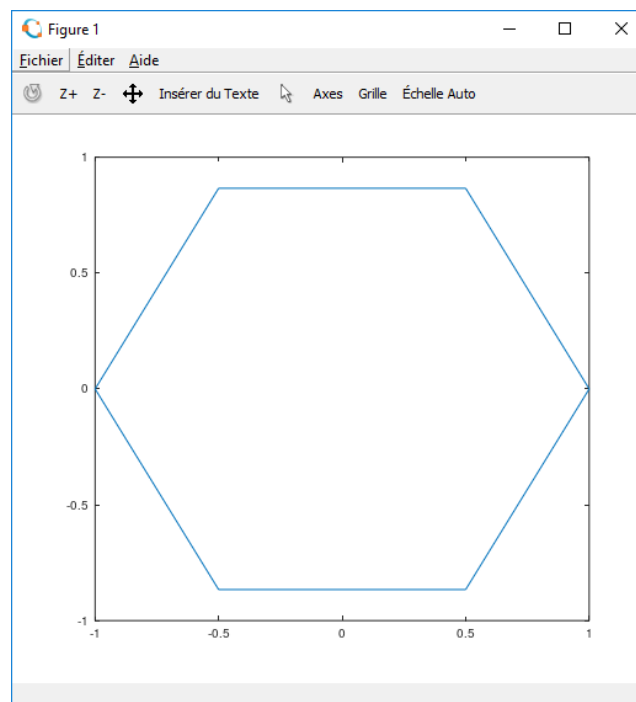 Figure 1
Fichier Éditer Aide
Z+ Z- Insérer du Texte Axes Grille Échelle Auto
1
0.5
0
-0.5
-1
-1 -0.5 0 0.5 1